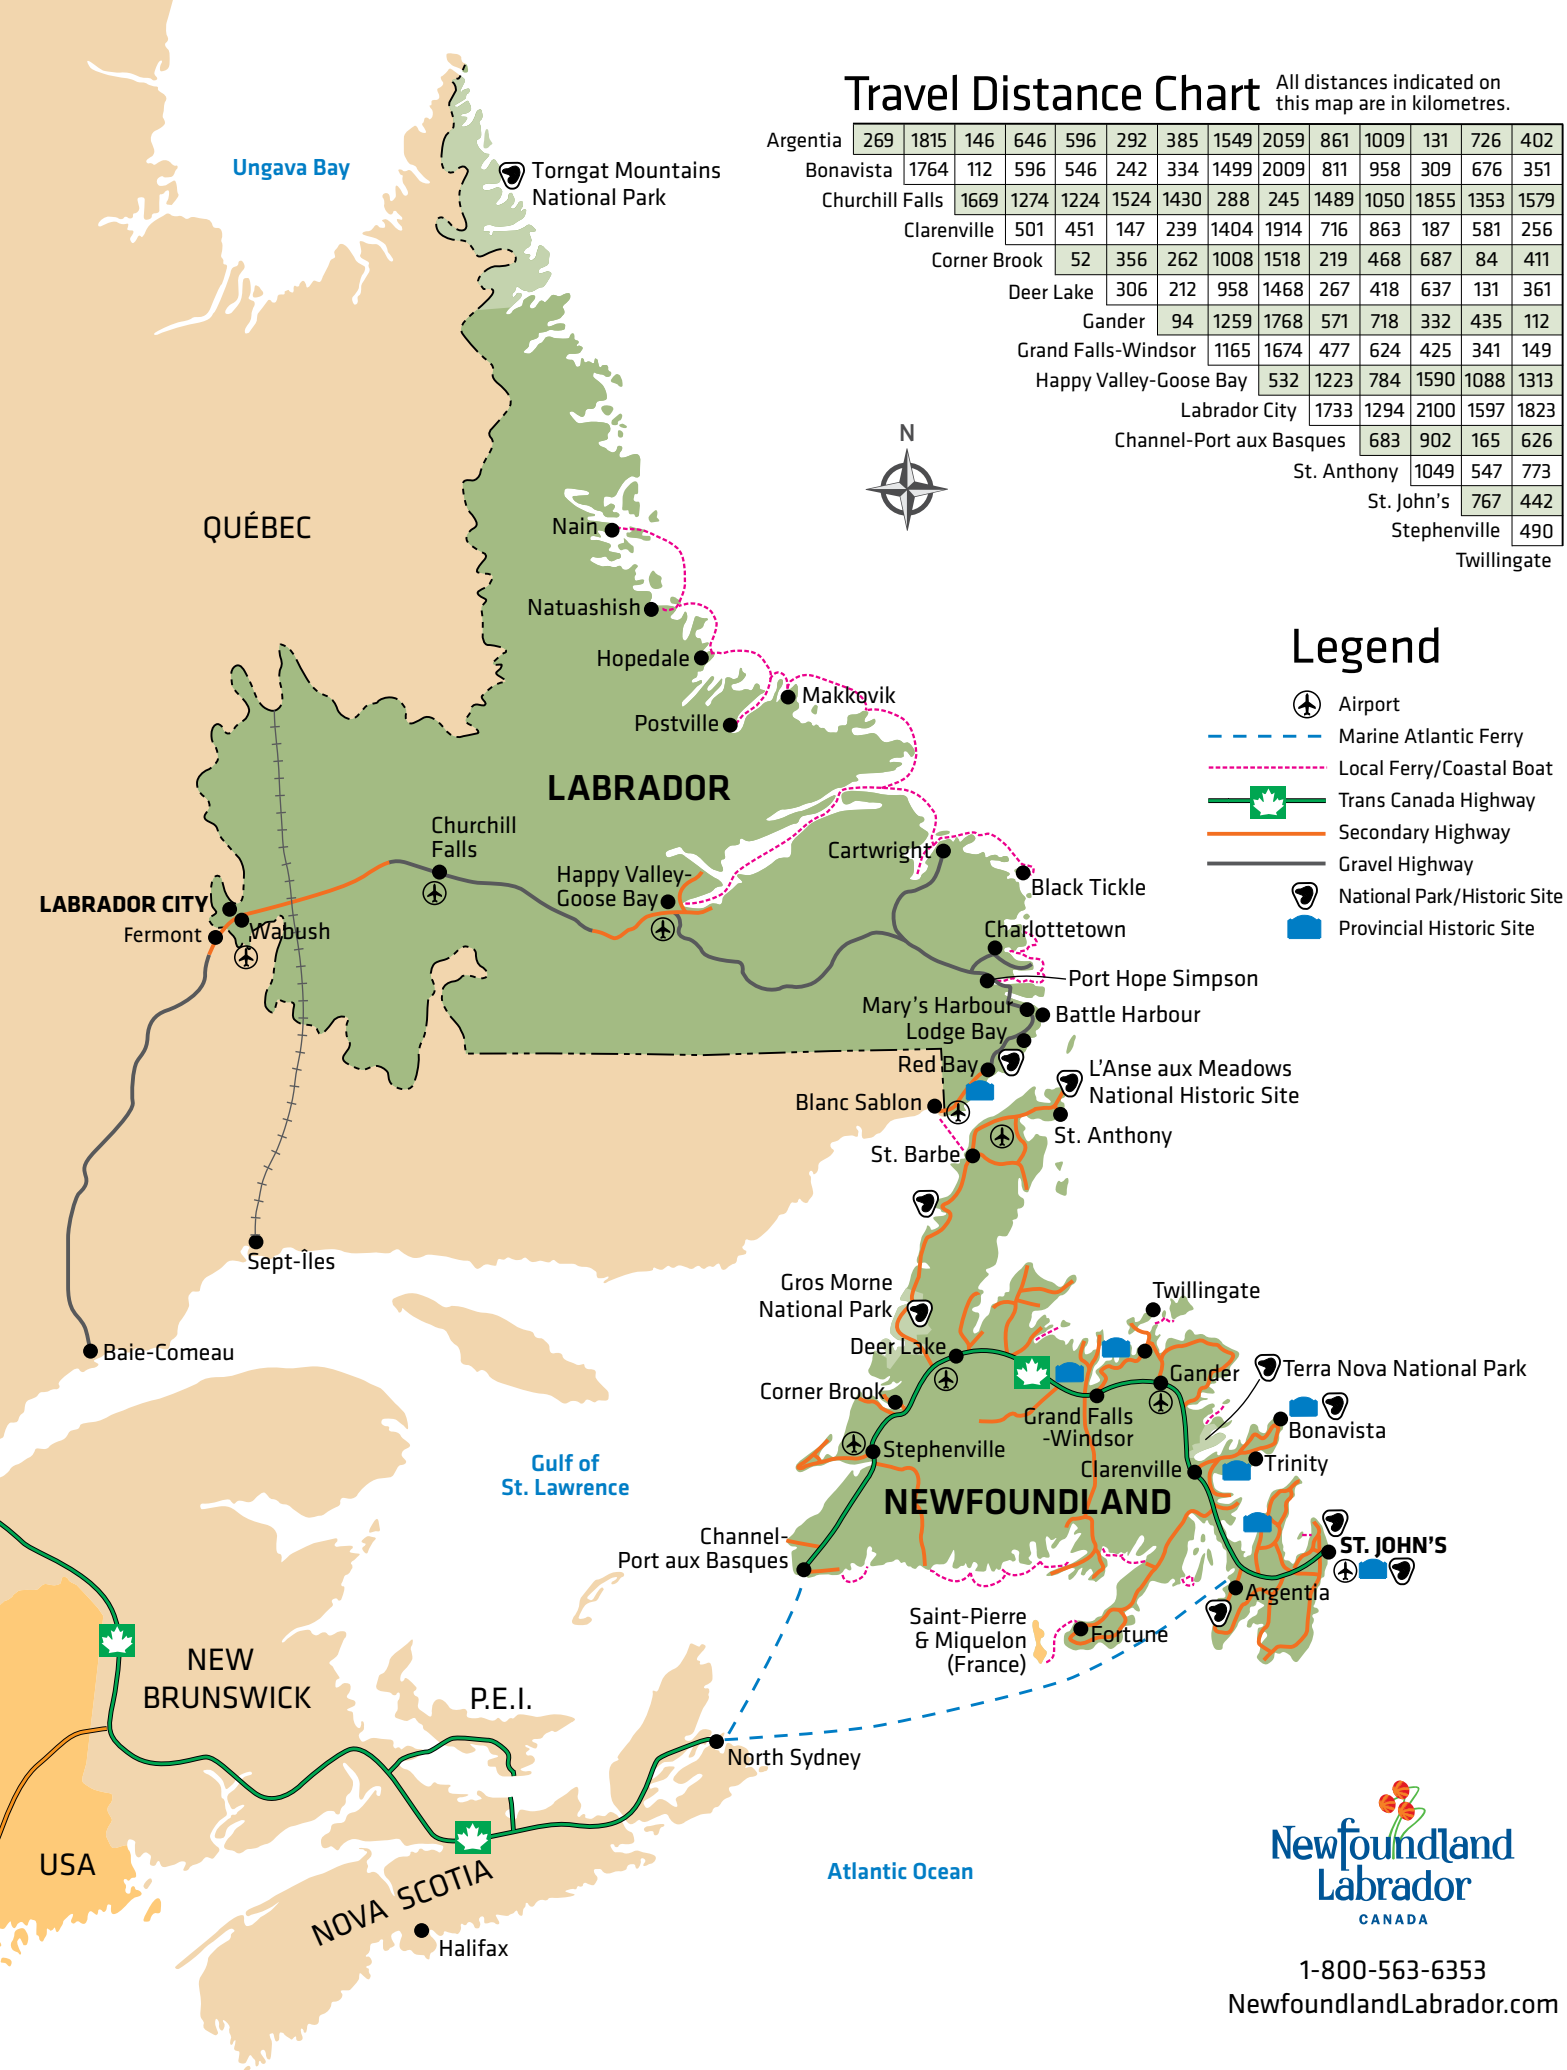 Travel Distance Chart
All distances indicated on
this map are in kilometres.
Argentia 269 1815 146 646 596 292 385 1549 2059 861 1009 131 726 402
Bonavista 1764 112 596 546 242 334 1499 2009 811 958 309 676 351
Churchill Falls 1669 1274 1224 1524 1430 288 245 1489 1050 1855 1353 1579
Clarenville 501 451 147 239 1404 1914 716 863 187 581 256
Corner Brook 52 356 262 1008 1518 219 468 687 84 411
Deer Lake 306 212 958 1468 267 418 637 131 361
Gander 94 1259 1768 571 718 332 435 112
Grand Falls-Windsor 1165 1674 477 624 425 341 149
Happy Valley-Goose Bay 532 1223 784 1590 1088 1313
Labrador City 1733 1294 2100 1597 1823
Channel-Port aux Basques 683 902 165 626
St. Anthony 1049 547 773
St. John's 767 442
Stephenville 490
Twillingate
Ungava Bay
Torngat Mountains
National Park
N
QUÉBEC
Nain
Natuashish
Hopedale
Makkovik
Postville
LABRADOR
Legend
Airport
Marine Atlantic Ferry
Local Ferry/Coastal Boat
Trans Canada Highway
Secondary Highway
Gravel Highway
National Park/Historic Site
Provincial Historic Site
Churchill
Falls
Cartwright
Happy Valley-
Goose Bay
Black Tickle
LABRADOR CITY
Wabush
Fermont
Charlottetown
Port Hope Simpson
Mary's Harbour
Battle Harbour
Lodge Bay
Red Bay
L'Anse aux Meadows
National Historic Site
Blanc Sablon
St. Anthony
St. Barbe
Sept-Îles
Gros Morne
National Park
Twillingate
Deer Lake
Baie-Comeau
Gander
Terra Nova National Park
Corner Brook
Grand Falls
-Windsor
Bonavista
Stephenville
Trinity
Clarenville
Gulf of
St. Lawrence
NEWFOUNDLAND
Channel-
Port aux Basques
ST. JOHN'S
Argentia
Saint-Pierre
& Miquelon
(France)
Fortune
NEW
BRUNSWICK
P.E.I.
North Sydney
USA
NOVA SCOTIA
Halifax
Atlantic Ocean
Newfoundland
Labrador
CANADA
1-800-563-6353
NewfoundlandLabrador.com